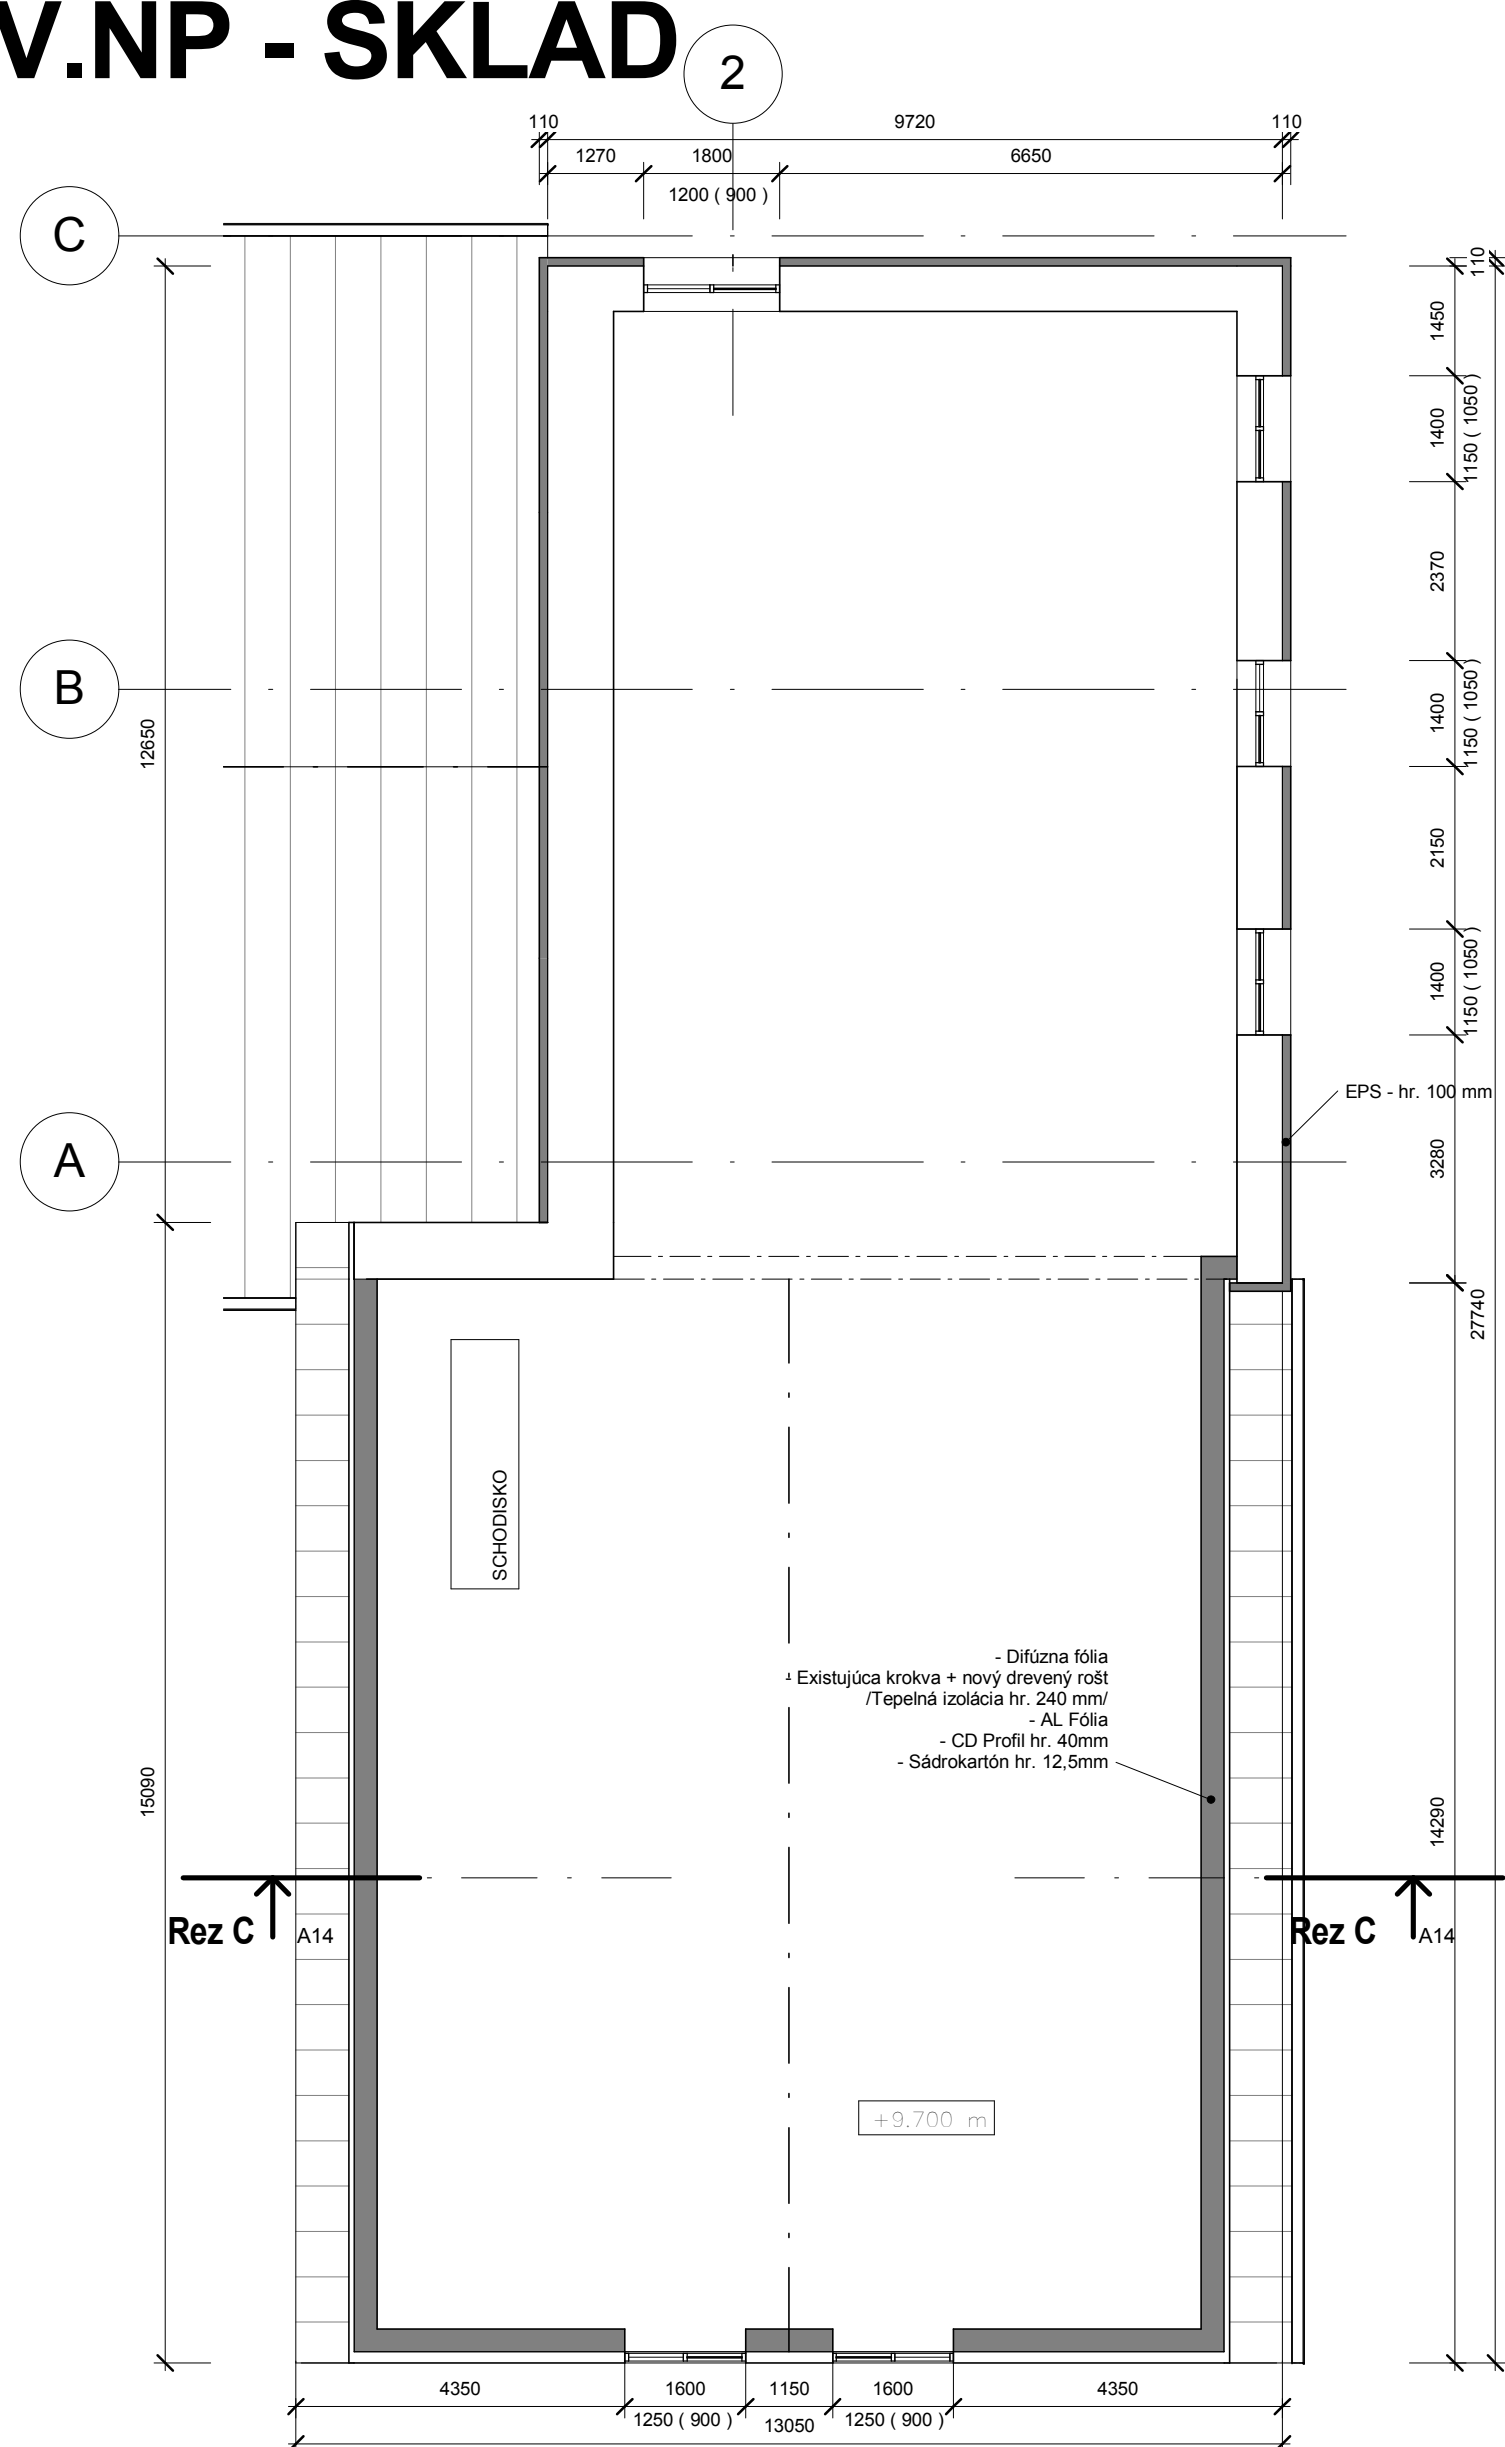 V.NP - SKLAD
2
110
9720
110
1270
1800
6650
1200 ( 900 )
C
110
1450
1400
1150 ( 1050 )
2370
B
12650
1400
1150 ( 1050 )
2150
1400
1150 ( 1050 )
EPS - hr. 100 mm
A
3280
27740
SCHODISKO
- Difúzna fólia
- Existujúca krokva + nový drevený rošt
/Tepelná izolácia hr. 240 mm/
- AL Fólia
- CD Profil hr. 40mm
- Sádrokartón hr. 12,5mm
15090
14290
Rez C
A14
Rez C
A14
+9.700 m
4350
1600
1150
1600
4350
1250 ( 900 )
13050
1250 ( 900 )